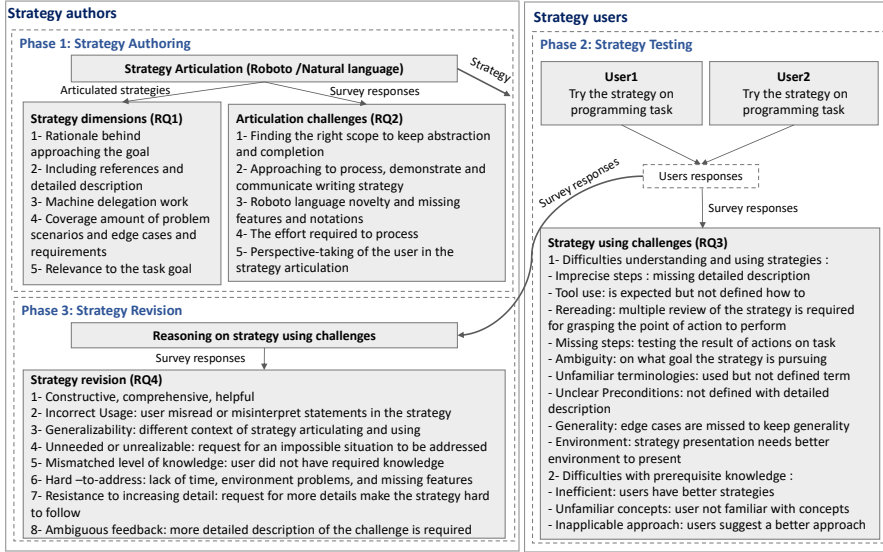 Strategy authors
Phase 1: Strategy Authoring
Strategy Articulation (Roboto /Natural language)
Strategy
Articulated strategies
Survey responses
Strategy dimensions (RQ1)
1- Rationale behind
approaching the goal
2- Including references and
detailed description
3- Machine delegation work
4- Coverage amount of problem
scenarios and edge cases and
requirements
5- Relevance to the task goal
Articulation challenges (RQ2)
1- Finding the right scope to keep abstraction
and completion
2- Approaching to process, demonstrate and
communicate writing strategy
3- Roboto language novelty and missing
features and notations
4- The effort required to process
5- Perspective-taking of the user in the
strategy articulation
Phase 3: Strategy Revision
Reasoning on strategy using challenges
Survey responses
Strategy revision (RQ4)
1- Constructive, comprehensive, helpful
2- Incorrect Usage: user misread or misinterpret statements in the strategy
3- Generalizability: different context of strategy articulating and using
4- Unneeded or unrealizable: request for an impossible situation to be addressed
5- Mismatched level of knowledge: user did not have required knowledge
6- Hard –to-address: lack of time, environment problems, and missing features
7- Resistance to increasing detail: request for more details make the strategy hard
to follow
8- Ambiguous feedback: more detailed description of the challenge is required
Strategy users
Phase 2: Strategy Testing
User1
Try the strategy on
programming task
User2
Try the strategy on
programming task
Survey responses
Users responses
Survey responses
Strategy using challenges (RQ3)
1- Difficulties understanding and using strategies :
- Imprecise steps : missing detailed description
- Tool use: is expected but not defined how to
- Rereading: multiple review of the strategy is required
for grasping the point of action to perform
- Missing steps: testing the result of actions on task
- Ambiguity: on what goal the strategy is pursuing
- Unfamiliar terminologies: used but not defined term
- Unclear Preconditions: not defined with detailed
description
- Generality: edge cases are missed to keep generality
- Environment: strategy presentation needs better
environment to present
2- Difficulties with prerequisite knowledge :
- Inefficient: users have better strategies
- Unfamiliar concepts: user not familiar with concepts
- Inapplicable approach: users suggest a better approach